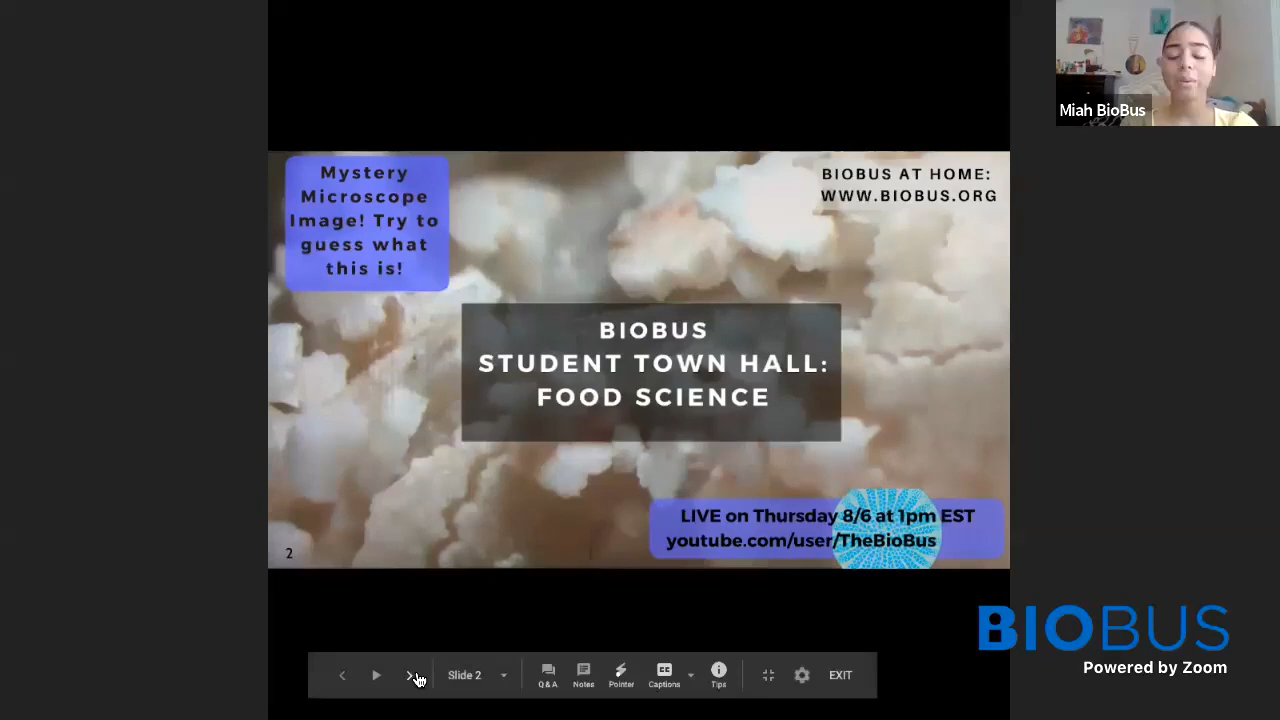 Miah BioBus
Mystery
Microscope
Image! Try to
guess what
this is!
BIOBUS AT HOME:
WWW.BIOBUS.ORG
BIOBUS
STUDENT TOWN HALL:
FOOD SCIENCE
LIVE on Thursday 8/6 at 1pm EST
youtube.com/user/TheBioBus
2
BIOBUS
Powered by Zoom
Slide 2
Q & A
Notes
Pointer
CC
Captions
Tips
EXIT